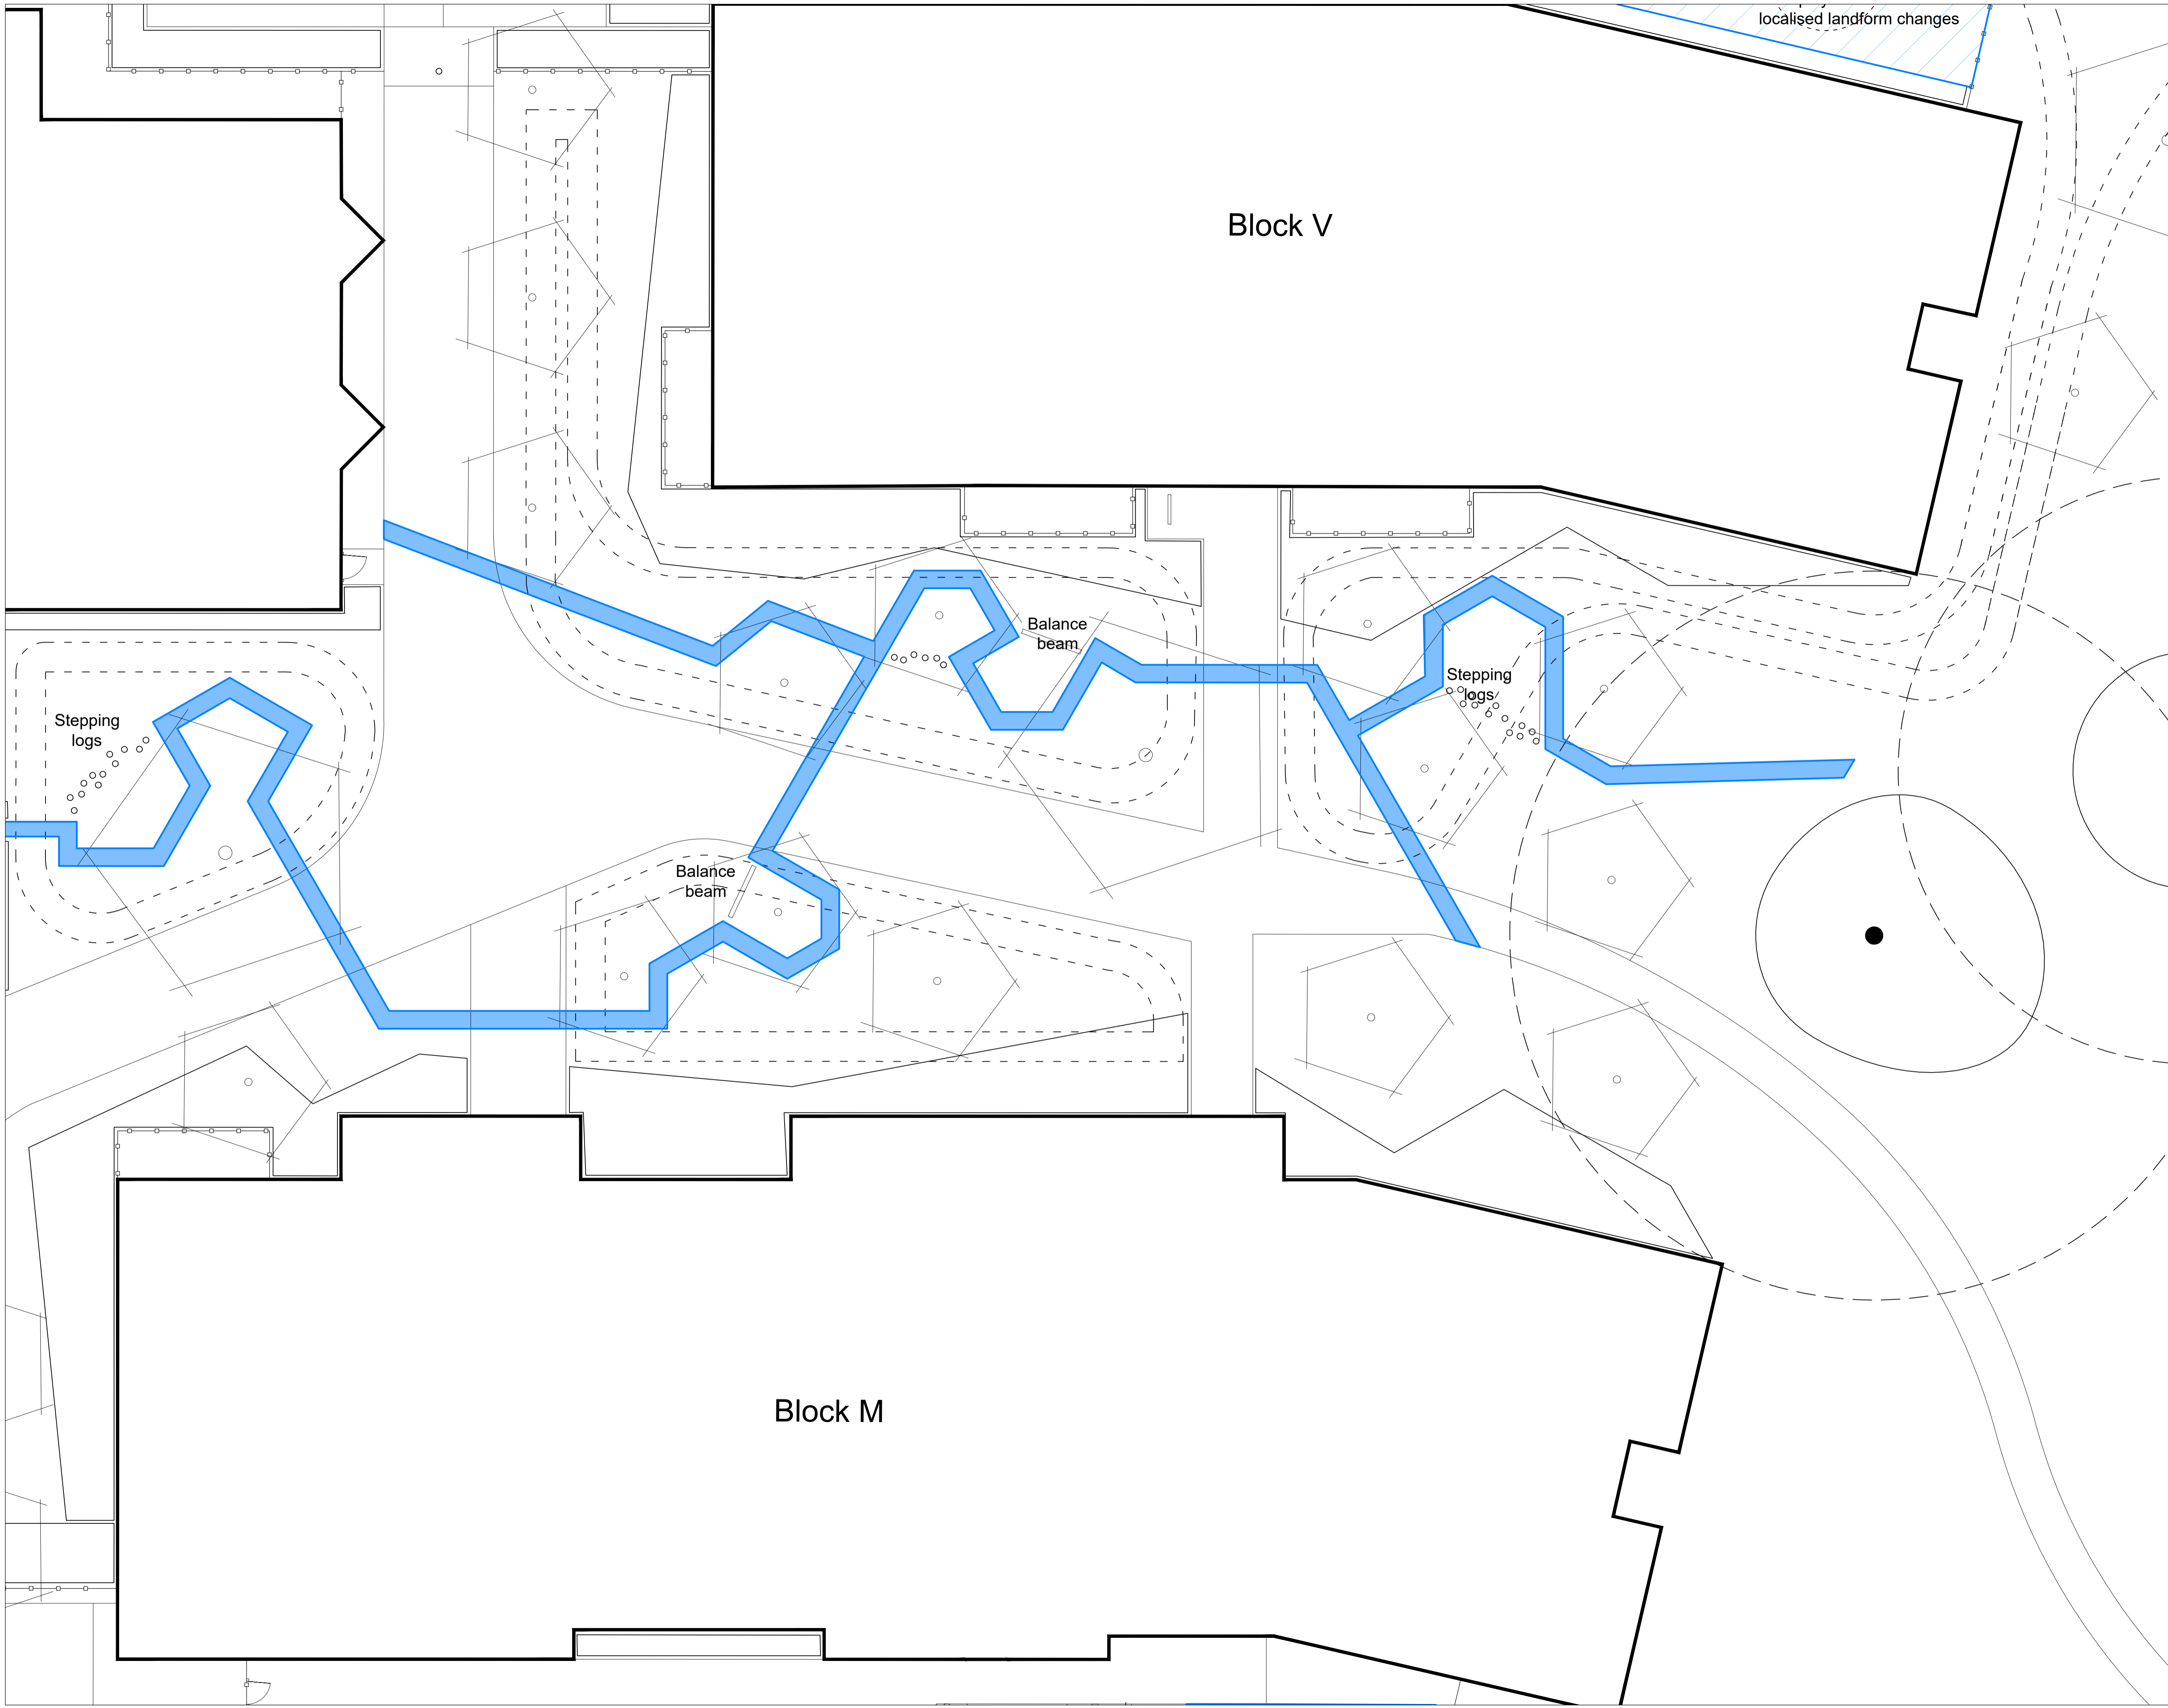 localised landform changes
Block V
Balance
beam
Stepping
logs
Stepping
logs
Balance
beam
Block M